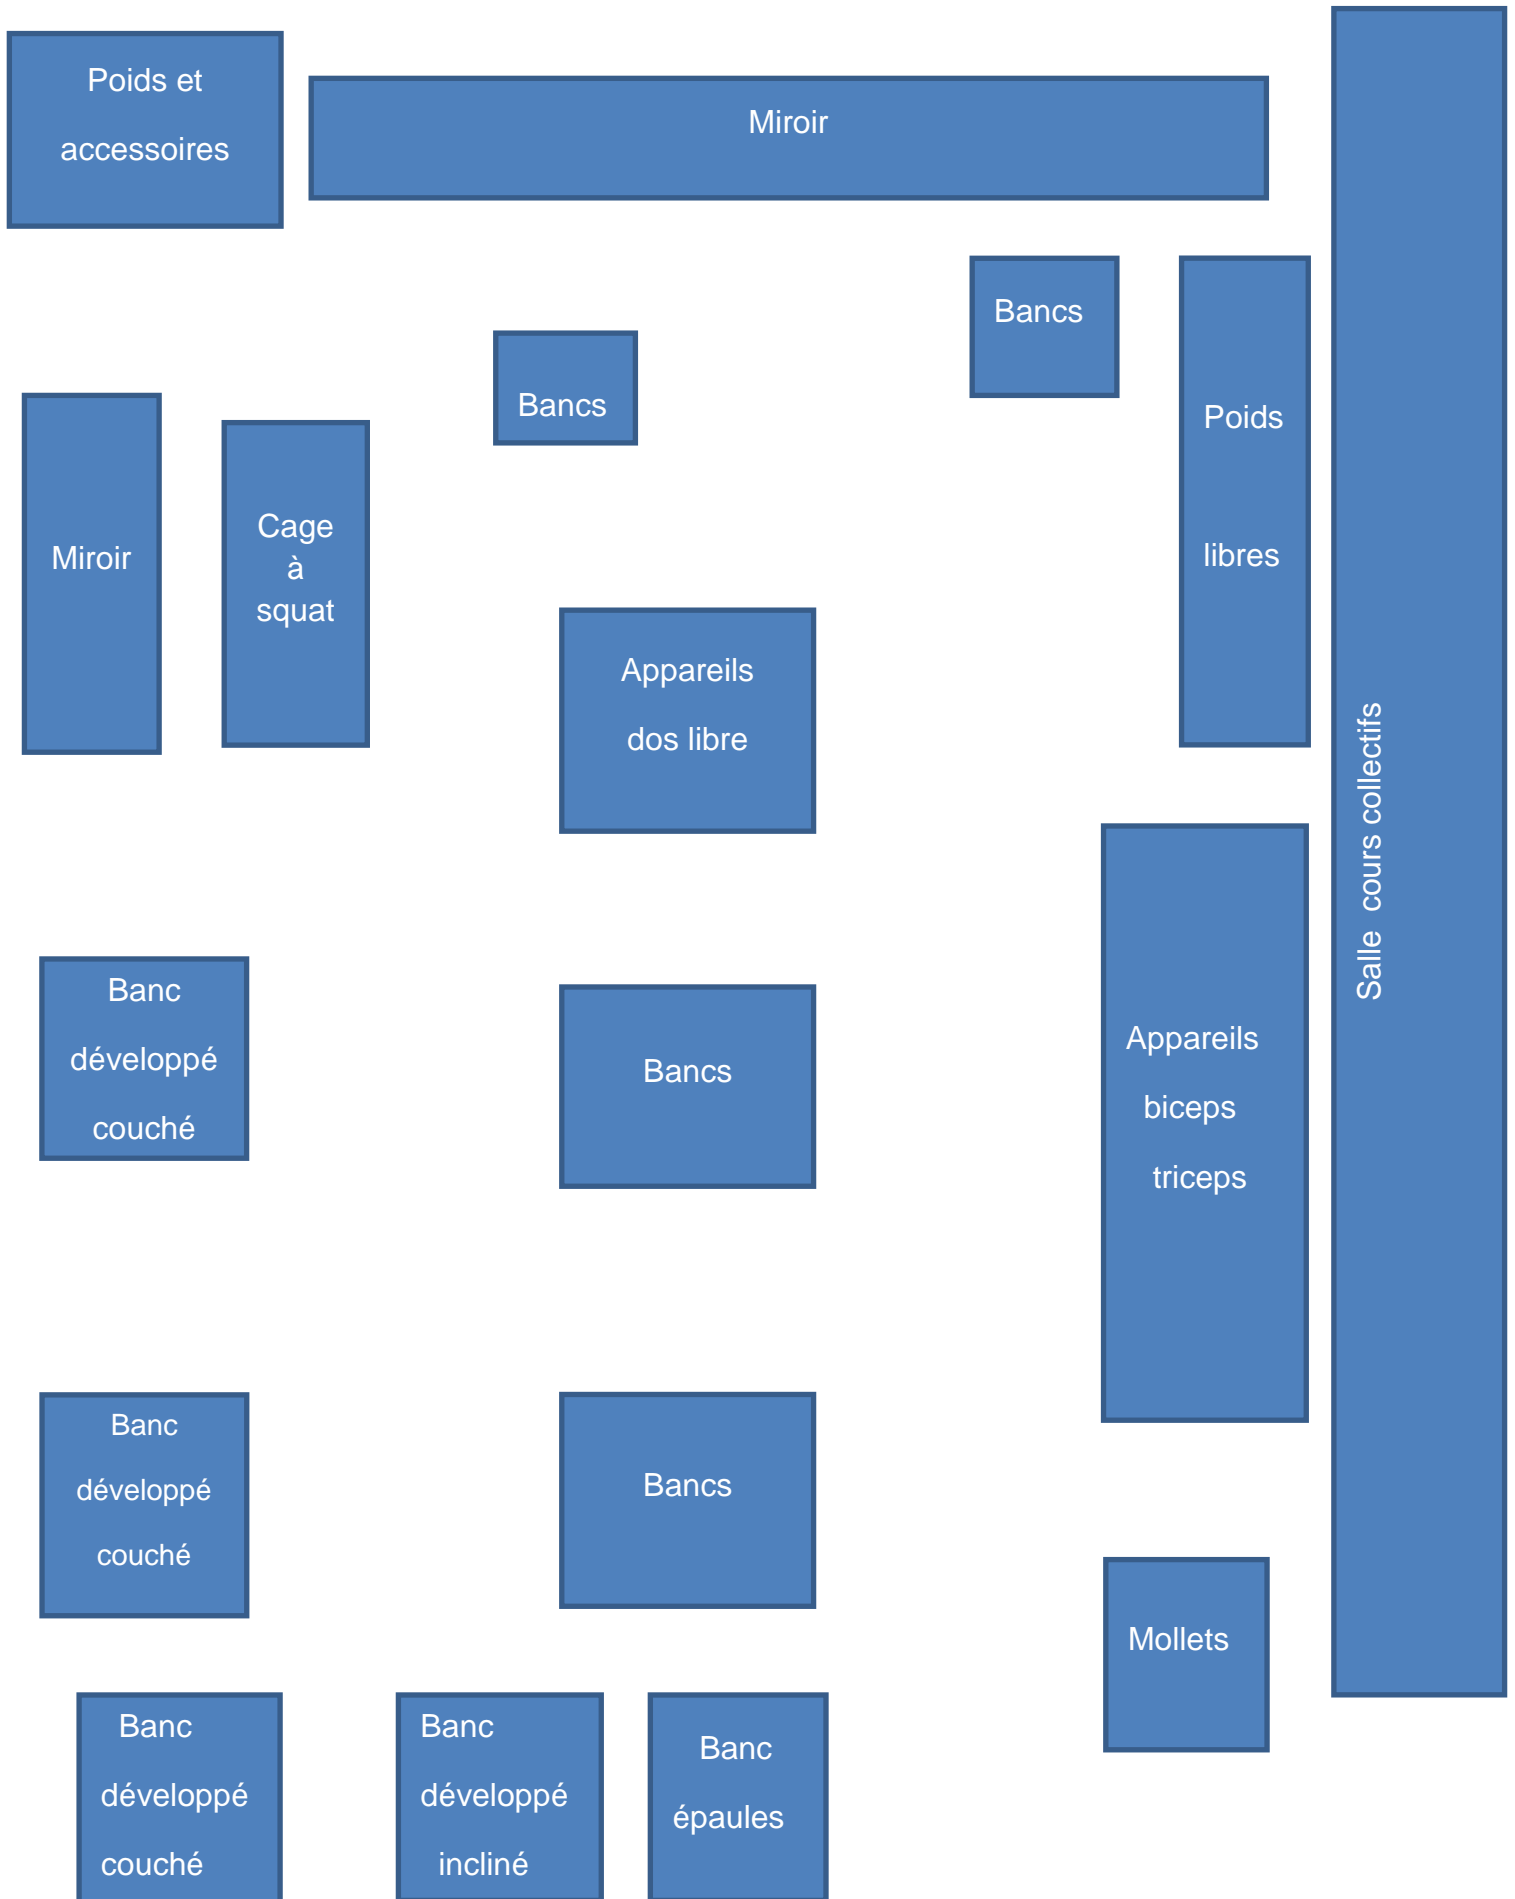 Poids et
accessoires
Miroir
Bancs
Bancs
Poids
libres
Miroir
Cage
à
squat
Appareils
dos libre
Salle cours collectifs
Banc
développé
couché
Bancs
Appareils
biceps
triceps
Banc
développé
couché
Bancs
Mollets
Banc
développé
couché
Banc
développé
incliné
Banc
épaules